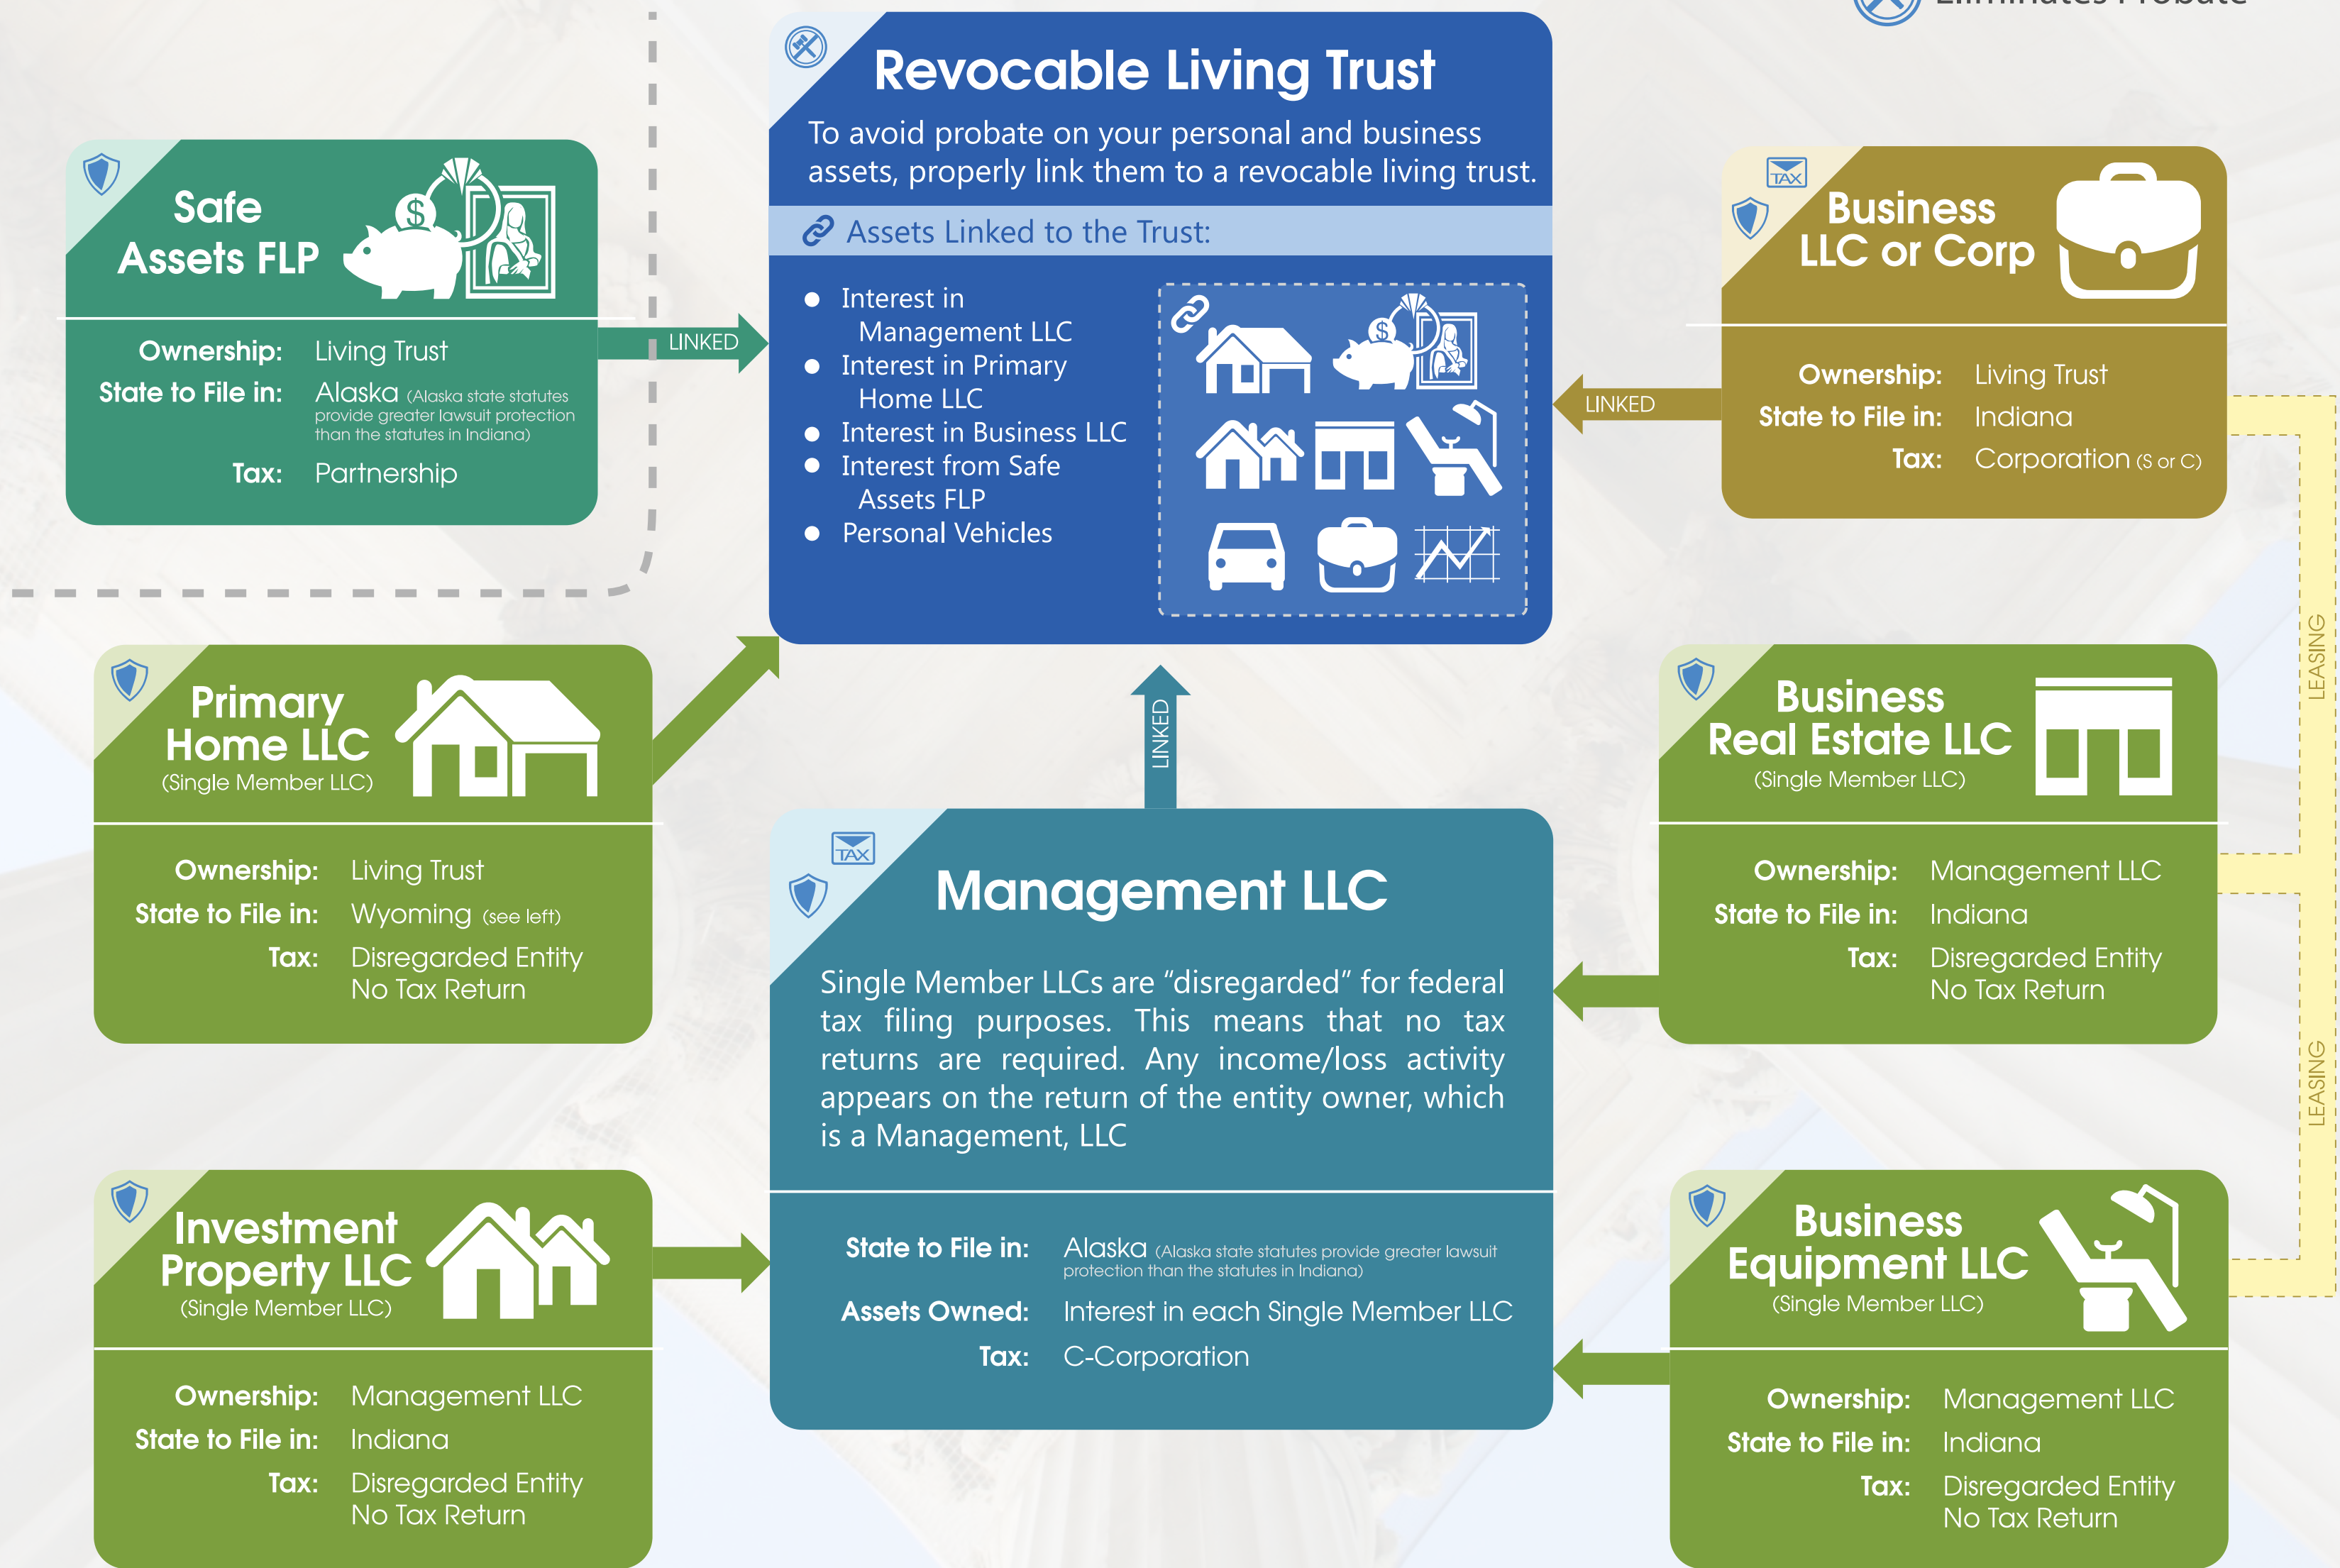 Eliminates Probate
Revocable Living Trust
To avoid probate on your personal and business
assets, properly link them to a revocable living trust.
Assets Linked to the Trust:
Interest in
Management LLC
Interest in Primary
Home LLC
Interest in Business LLC
Interest from Safe
Assets FLP
Personal Vehicles
$
Safe
Assets FLP
$
Ownership: Living Trust
State to File in: Alaska (Alaska state statutes
provide greater lawsuit protection
than the statutes in Indiana)
Tax: Partnership
LINKED
TAX
Business
LLC or Corp
Ownership: Living Trust
State to File in: Indiana
Tax: Corporation (S or C)
LINKED
Primary
Home LLC
(Single Member LLC)
Ownership: Living Trust
State to File in: Wyoming (see left)
Tax: Disregarded Entity
No Tax Return
LINKED
TAX
Management LLC
Single Member LLCs are “disregarded” for federal
tax filing purposes. This means that no tax
returns are required. Any income/loss activity
appears on the return of the entity owner, which
is a Management, LLC
State to File in: Alaska (Alaska state statutes provide greater lawsuit
protection than the statutes in Indiana)
Assets Owned: Interest in each Single Member LLC
Tax: C-Corporation
Business
Real Estate LLC
(Single Member LLC)
Ownership: Management LLC
State to File in: Indiana
Tax: Disregarded Entity
No Tax Return
LEASING
LEASING
Investment
Property LLC
(Single Member LLC)
Ownership: Management LLC
State to File in: Indiana
Tax: Disregarded Entity
No Tax Return
Business
Equipment LLC
(Single Member LLC)
Ownership: Management LLC
State to File in: Indiana
Tax: Disregarded Entity
No Tax Return